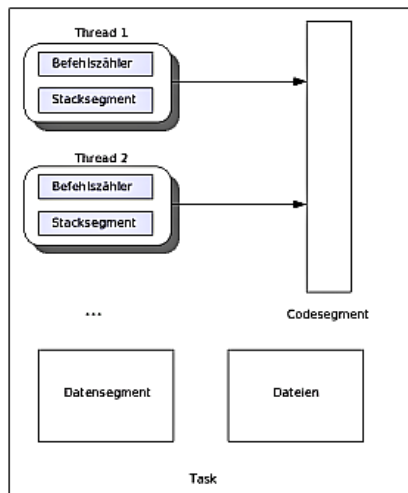 Thread 1
Befehlszähler
Stacksegment
Thread 2
Befehlszähler
Stacksegment
...
Codesegment
Datensegment
Dateien
Task